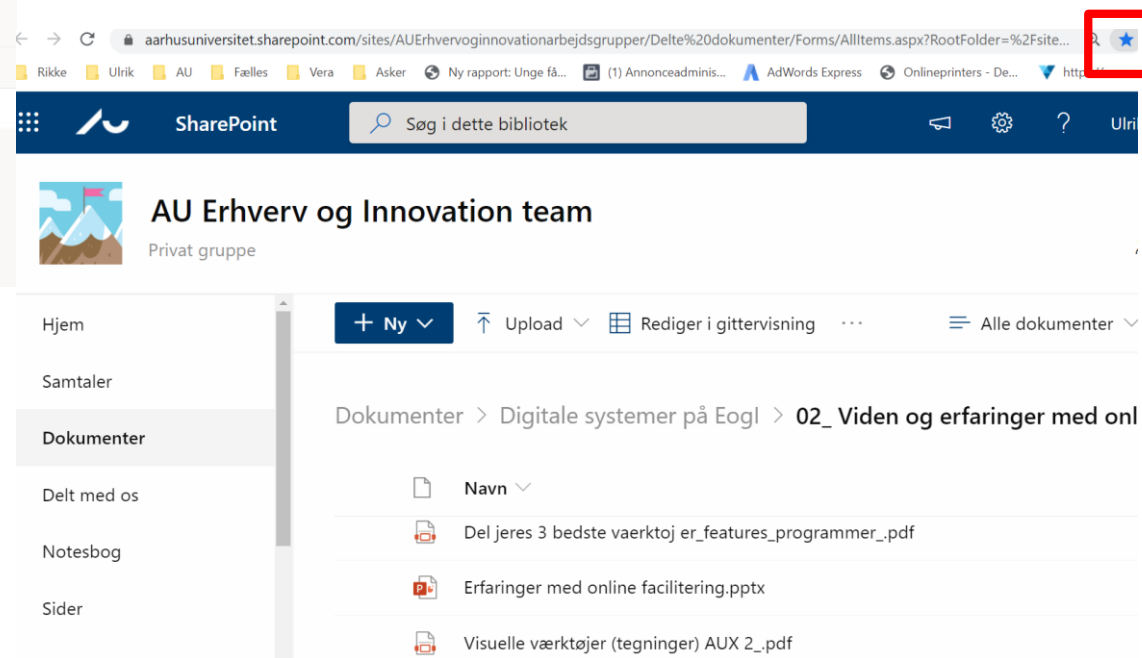 aarhusuniversitet.sharepoint.com/sites/AUErhvervoginnovationarbejdsgrupper/Delte%20dokumenter/Forms/AllItems.aspx?RootFolder=%2Fsite...
Rikke Ulrik AU Fælles Vera Asker Ny rapport: Unge få... (1) Annonceadminis... AdWords Express Onlineprinters - De... http
SharePoint Søg i dette bibliotek ? Ulri
AU Erhverv og Innovation team
Privat gruppe
Hjem
Samtaler
Dokumenter
Delt med os
Notesbog
Sider
+ Ny Upload Rediger i gittervisning ... Alle dokumenter
Dokumenter > Digitale systemer på EogI > 02_ Viden og erfaringer med onl
Navn
Del jeres 3 bedste vaerktoj er_features_programmer_.pdf
Erfaringer med online facilitering.pptx
Visuelle værktøjer (tegninger) AUX 2_.pdf